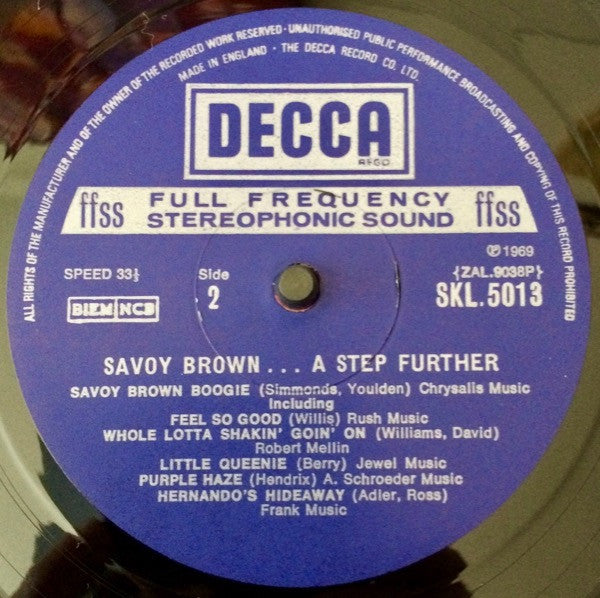 ALL RIGHTS OF THE MANUFACTURER AND OF THE OWNER OF THE RECORDED WORK RESERVED · UNAUTHORISED PUBLIC PERFORMANCE BROADCASTING AND COPYING OF THIS RECORD PROHIBITED
MADE IN ENGLAND · THE DECCA RECORD CO. LTD.
DECCA
REGD
ffss FULL FREQUENCY ffss
STEREOPHONIC SOUND
℗ 1969
SPEED 33⅓ Side {ZAL.9038P}
BIEM NCB 2 SKL.5013
SAVOY BROWN . . . A STEP FURTHER
SAVOY BROWN BOOGIE (Simmonds, Youlden) Chrysalis Music
Including
FEEL SO GOOD (Willis) Rush Music
WHOLE LOTTA SHAKIN' GOIN' ON (Williams, David)
Robert Mellin
LITTLE QUEENIE (Berry) Jewel Music
PURPLE HAZE (Hendrix) A. Schroeder Music
HERNANDO'S HIDEAWAY (Adler, Ross)
Frank Music